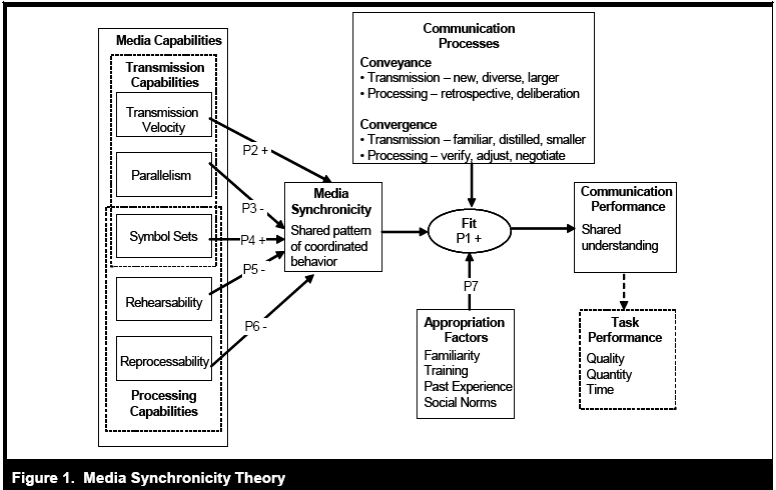 Media Capabilities
Transmission
Capabilities
Transmission
Velocity
Parallelism
Symbol Sets
Rehearsability
Reprocessability
Processing
Capabilities
P2 +
P3 -
P4 +
P5 -
P6 -
Media
Synchronicity
Shared pattern
of coordinated
behavior
Communication
Processes
Conveyance
• Transmission – new, diverse, larger
• Processing – retrospective, deliberation
Convergence
• Transmission – familiar, distilled, smaller
• Processing – verify, adjust, negotiate
Fit
P1 +
P7
Appropriation
Factors
Familiarity
Training
Past Experience
Social Norms
Communication
Performance
Shared
understanding
Task
Performance
Quality
Quantity
Time
Figure 1. Media Synchronicity Theory